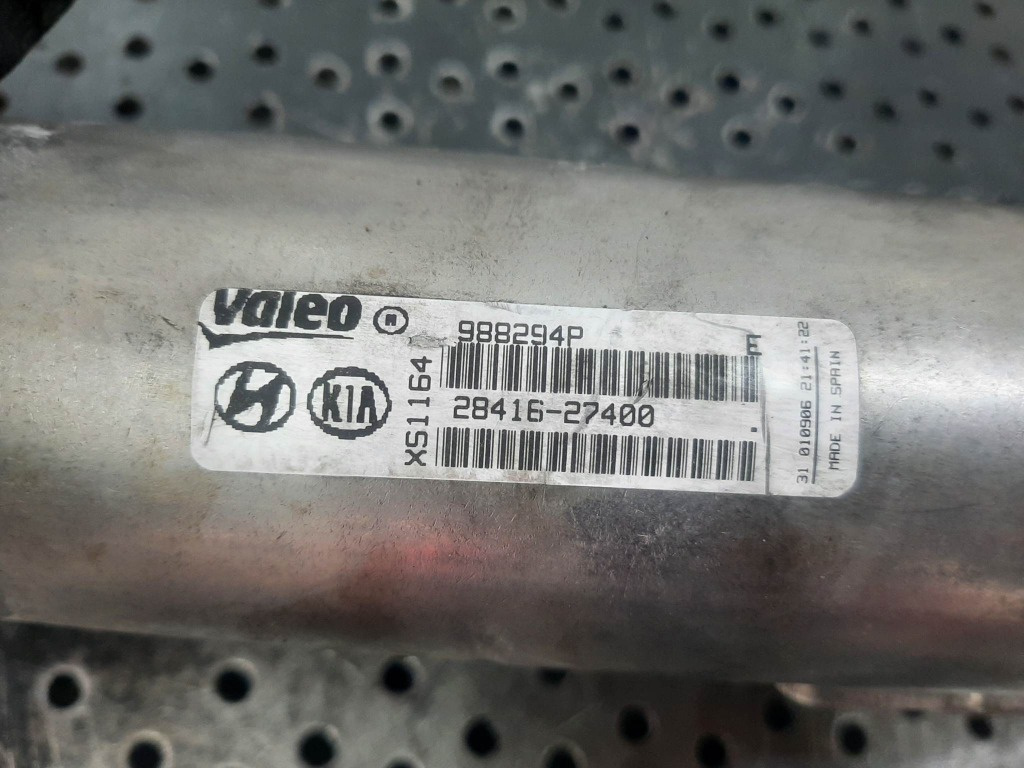 Valeo
R
988294P
E
XS1164
KIA
28416-27400
31 010906 21:41:22
MADE IN SPAIN